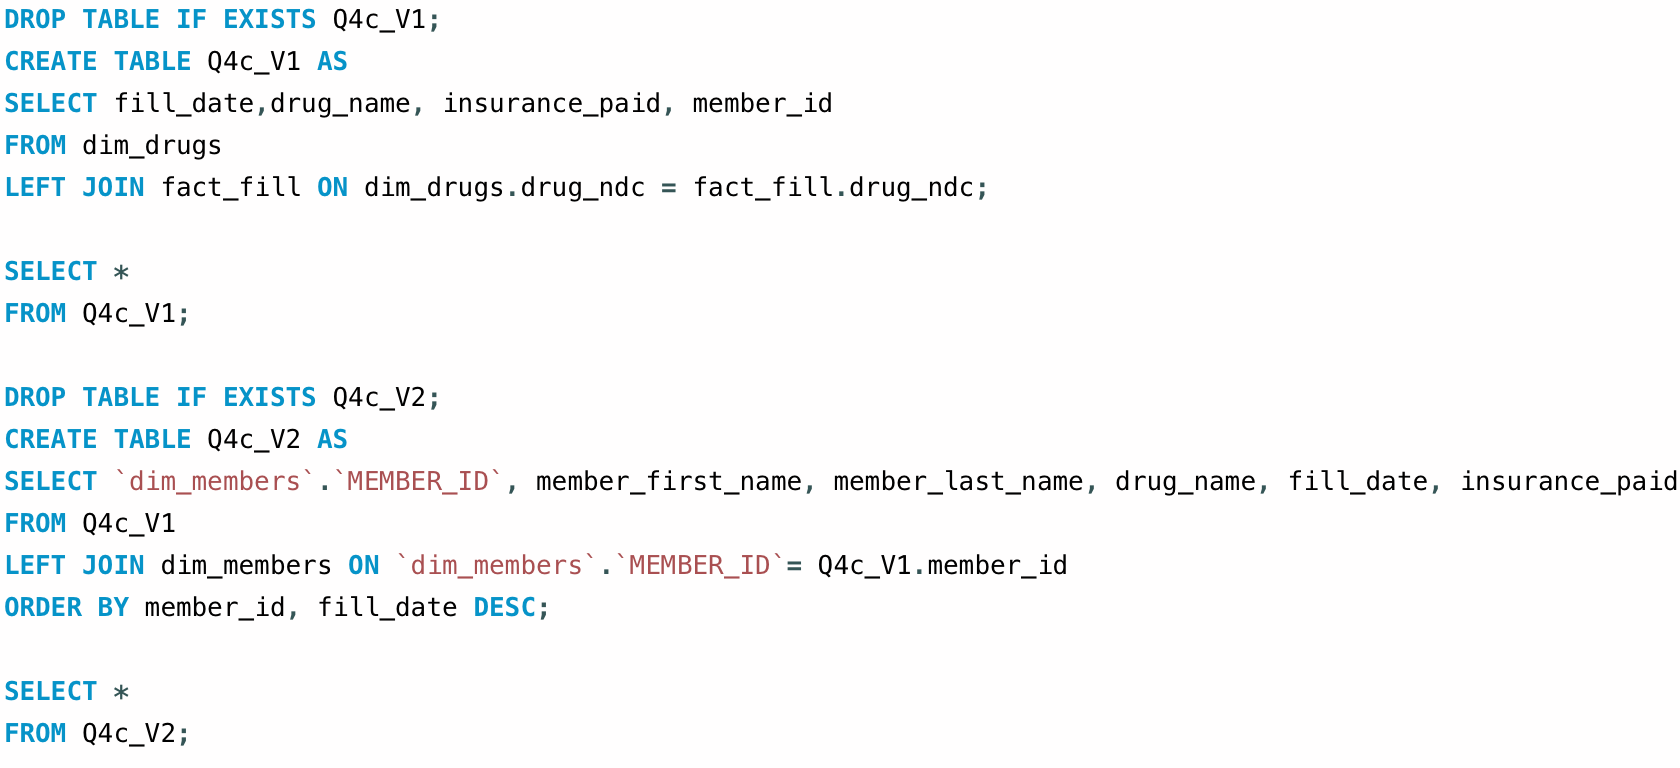 DROP TABLE IF EXISTS Q4c_V1;
CREATE TABLE Q4c_V1 AS
SELECT fill_date,drug_name, insurance_paid, member_id
FROM dim_drugs
LEFT JOIN fact_fill ON dim_drugs.drug_ndc = fact_fill.drug_ndc;
SELECT *
FROM Q4c_V1;
DROP TABLE IF EXISTS Q4c_V2;
CREATE TABLE Q4c_V2 AS
SELECT `dim_members`.`MEMBER_ID`, member_first_name, member_last_name, drug_name, fill_date, insurance_paid
FROM Q4c_V1
LEFT JOIN dim_members ON `dim_members`.`MEMBER_ID`= Q4c_V1.member_id
ORDER BY member_id, fill_date DESC;
SELECT *
FROM Q4c_V2;